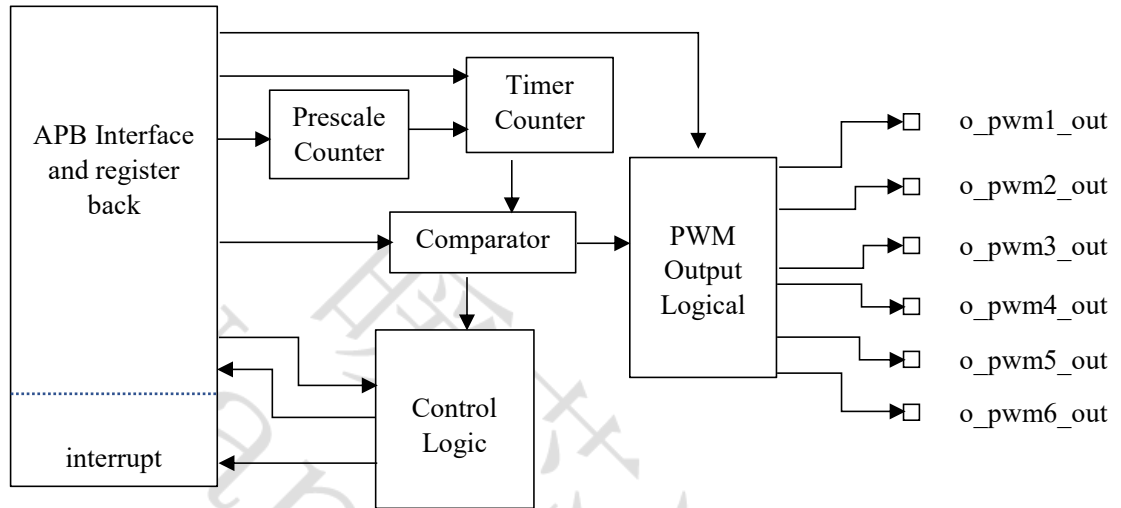 APB Interface
and register
back
interrupt
Prescale
Counter
Timer
Counter
Comparator
Control
Logic
PWM
Output
Logical
o_pwm1_out
o_pwm2_out
o_pwm3_out
o_pwm4_out
o_pwm5_out
o_pwm6_out